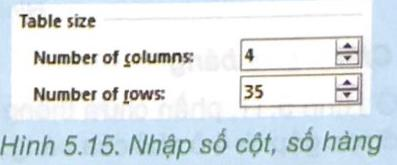 Table size
Number of columns: 4
Number of rows: 35
Hình 5.15. Nhập số cột, số hàng